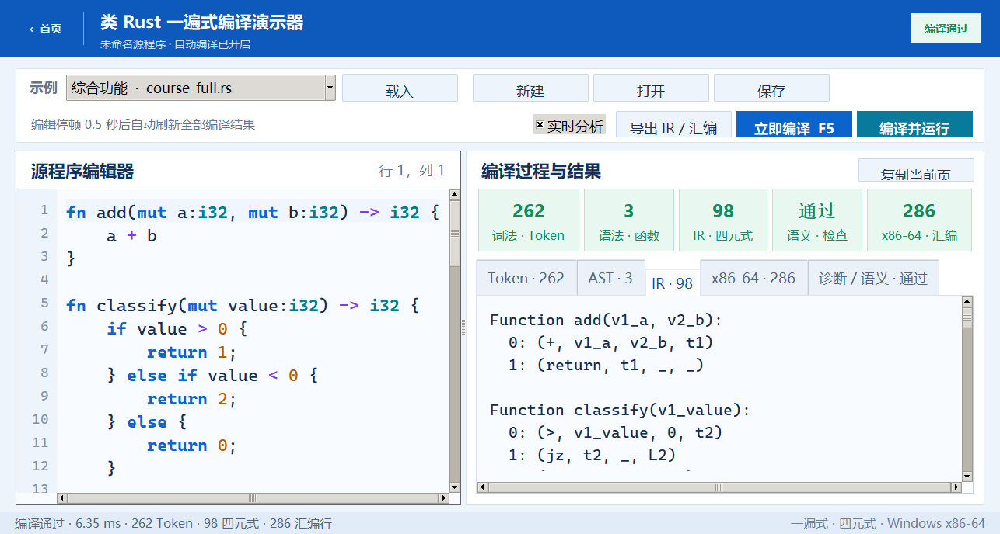 ‹ 首页
类 Rust 一遍式编译演示器
未命名源程序 · 自动编译已开启
编译通过
示例
综合功能 · course_full.rs
载入
新建
打开
保存
编辑停顿 0.5 秒后自动刷新全部编译结果
实时分析
导出 IR / 汇编
立即编译 F5
编译并运行
源程序编辑器
行 1，列 1
1 fn add(mut a:i32, mut b:i32) -> i32 {
2     a + b
3 }
4
5 fn classify(mut value:i32) -> i32 {
6     if value > 0 {
7         return 1;
8     } else if value < 0 {
9         return 2;
10     } else {
11         return 0;
12     }
13
编译过程与结果
复制当前页
262
词法 · Token
3
语法 · 函数
98
IR · 四元式
通过
语义 · 检查
286
x86-64 · 汇编
Token · 262
AST · 3
IR · 98
x86-64 · 286
诊断 / 语义 · 通过
Function add(v1_a, v2_b):
  0: (+, v1_a, v2_b, t1)
  1: (return, t1, _, _)
Function classify(v1_value):
  0: (>, v1_value, 0, t2)
  1: (jz, t2, _, L2)
编译通过 · 6.35 ms · 262 Token · 98 四元式 · 286 汇编行
一遍式 · 四元式 · Windows x86-64